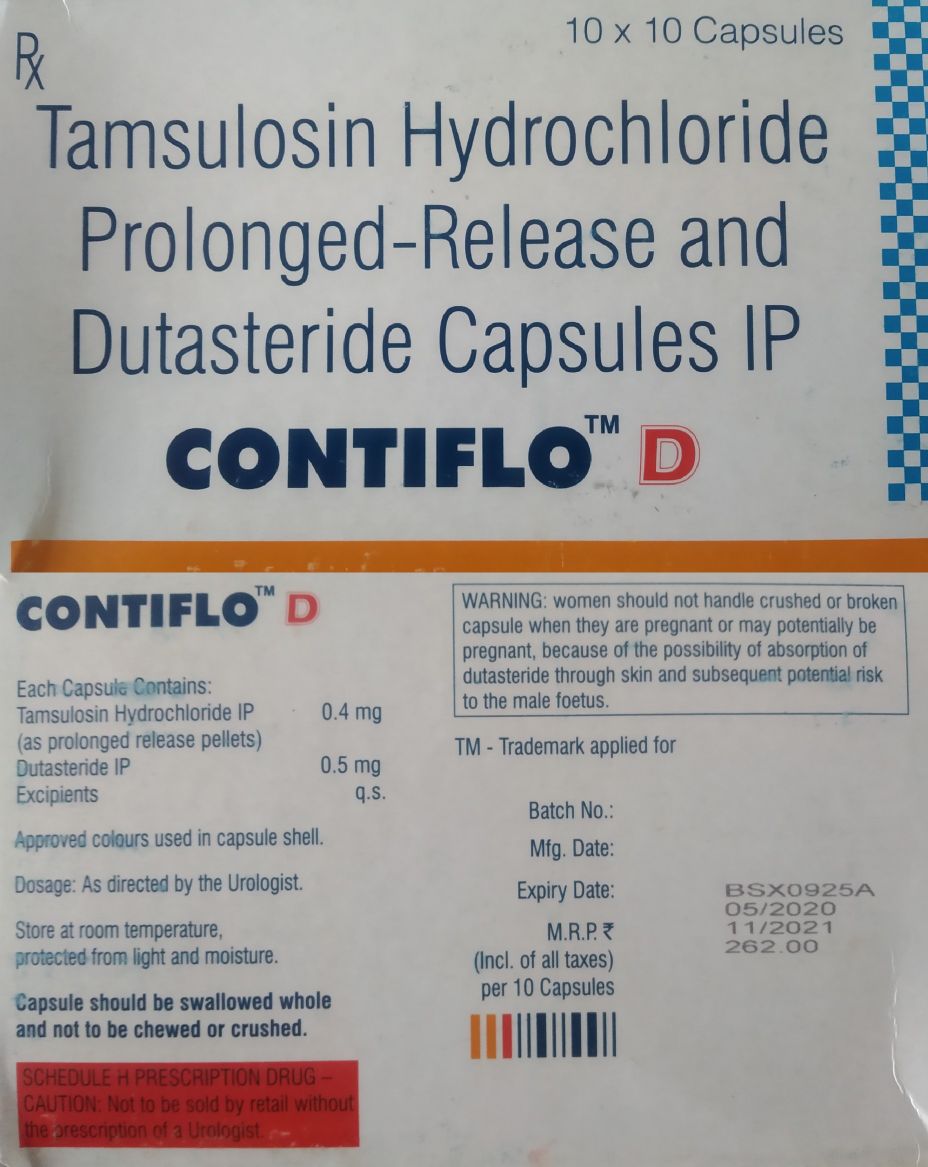 10 x 10 Capsules
Rx
Tamsulosin Hydrochloride
Prolonged-Release and
Dutasteride Capsules IP
CONTIFLO™ D
CONTIFLO™ D
Each Capsule Contains:
Tamsulosin Hydrochloride IP 0.4 mg
(as prolonged release pellets)
Dutasteride IP 0.5 mg
Excipients q.s.
Approved colours used in capsule shell.
Dosage: As directed by the Urologist.
Store at room temperature,
protected from light and moisture.
Capsule should be swallowed whole
and not to be chewed or crushed.
SCHEDULE H PRESCRIPTION DRUG –
CAUTION: Not to be sold by retail without
the prescription of a Urologist.
WARNING: women should not handle crushed or broken
capsule when they are pregnant or may potentially be
pregnant, because of the possibility of absorption of
dutasteride through skin and subsequent potential risk
to the male foetus.
TM - Trademark applied for
Batch No.:
Mfg. Date:
Expiry Date:
M.R.P. ₹
(Incl. of all taxes)
per 10 Capsules
BSX0925A
05/2020
11/2021
262.00